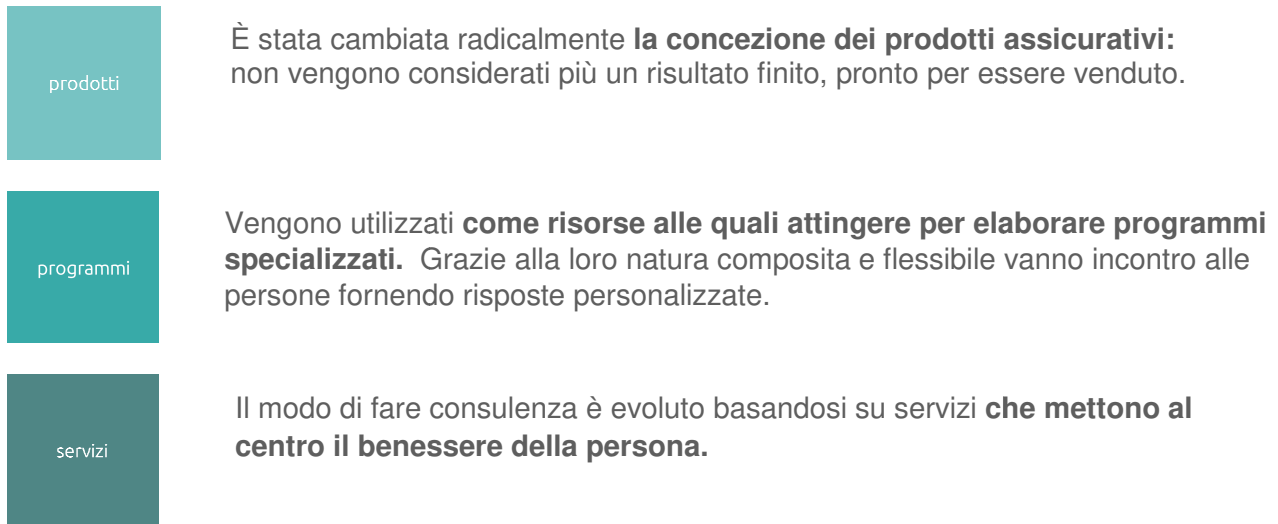 prodotti
È stata cambiata radicalmente la concezione dei prodotti assicurativi:
non vengono considerati più un risultato finito, pronto per essere venduto.
programmi
Vengono utilizzati come risorse alle quali attingere per elaborare programmi
specializzati. Grazie alla loro natura composita e flessibile vanno incontro alle
persone fornendo risposte personalizzate.
servizi
Il modo di fare consulenza è evoluto basandosi su servizi che mettono al
centro il benessere della persona.